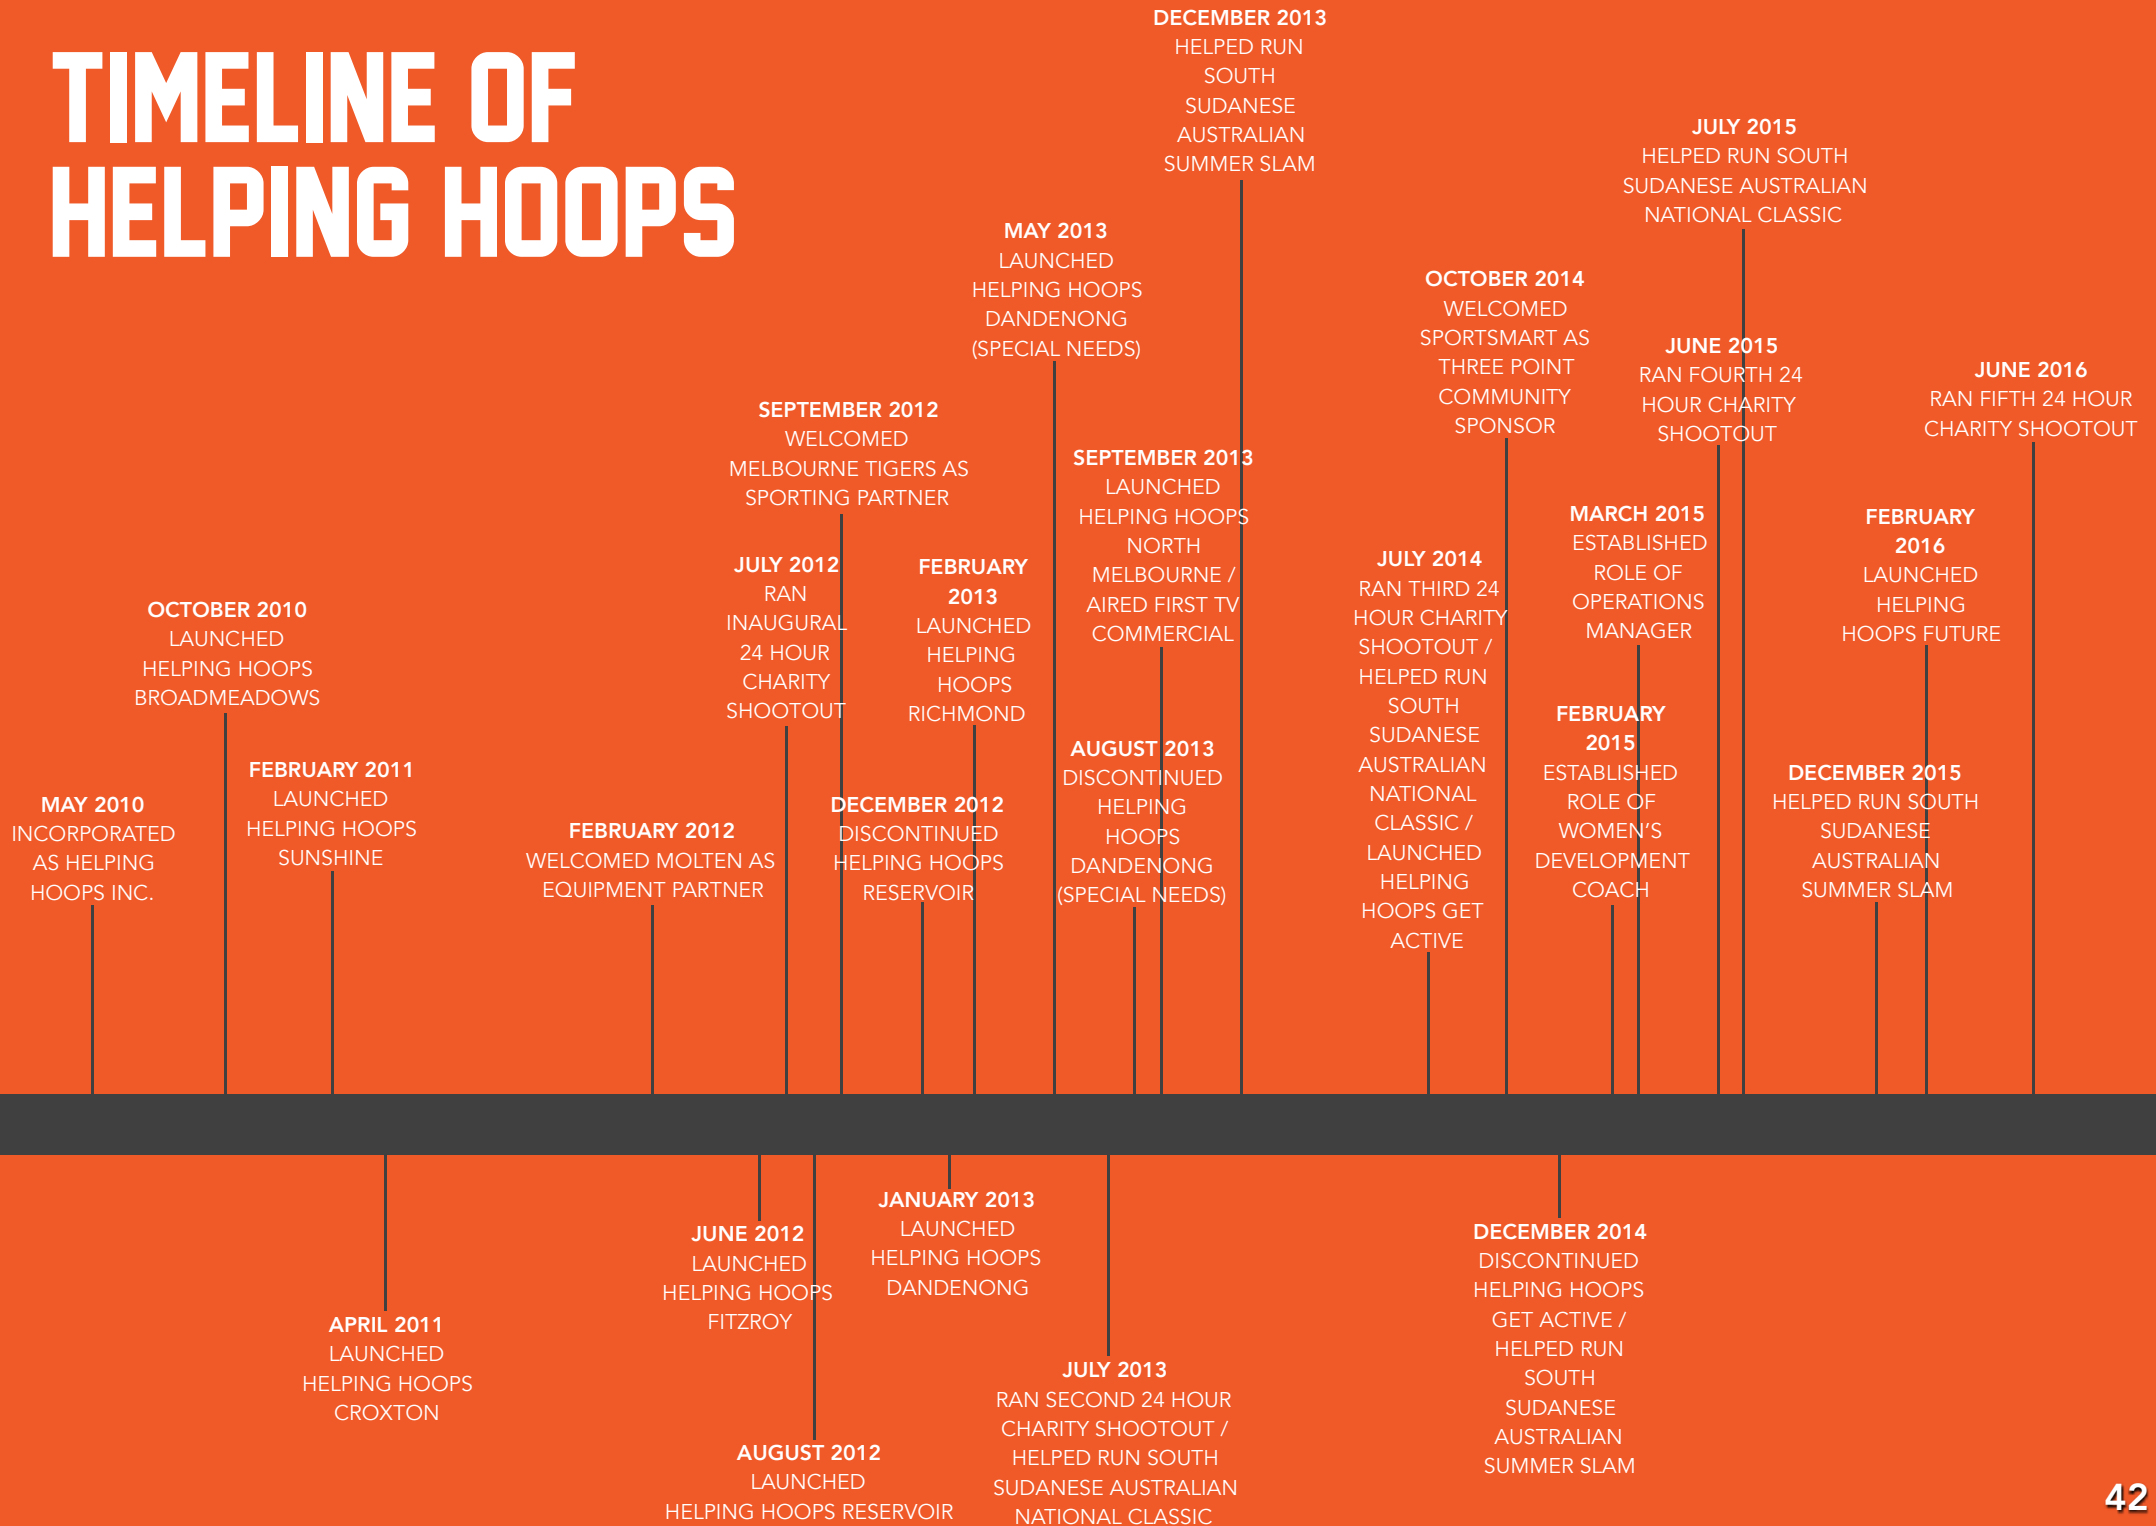 TIMELINE OF
HELPING HOOPS
DECEMBER 2013
HELPED RUN
SOUTH
SUDANESE
AUSTRALIAN
SUMMER SLAM
JULY 2015
HELPED RUN SOUTH
SUDANESE AUSTRALIAN
NATIONAL CLASSIC
MAY 2013
LAUNCHED
HELPING HOOPS
DANDENONG
(SPECIAL NEEDS)
OCTOBER 2014
WELCOMED
SPORTSMART AS
THREE POINT
COMMUNITY
SPONSOR
JUNE 2015
RAN FOURTH 24
HOUR CHARITY
SHOOTOUT
JUNE 2016
RAN FIFTH 24 HOUR
CHARITY SHOOTOUT
SEPTEMBER 2012
WELCOMED
MELBOURNE TIGERS AS
SPORTING PARTNER
SEPTEMBER 2013
LAUNCHED
HELPING HOOPS
NORTH
MELBOURNE /
AIRED FIRST TV
COMMERCIAL
MARCH 2015
ESTABLISHED
ROLE OF
OPERATIONS
MANAGER
FEBRUARY
2016
LAUNCHED
HELPING
HOOPS FUTURE
JULY 2012
RAN
INAUGURAL
24 HOUR
CHARITY
SHOOTOUT
FEBRUARY
2013
LAUNCHED
HELPING
HOOPS
RICHMOND
JULY 2014
RAN THIRD 24
HOUR CHARITY
SHOOTOUT /
HELPED RUN
SOUTH
SUDANESE
AUSTRALIAN
NATIONAL
CLASSIC /
LAUNCHED
HELPING
HOOPS GET
ACTIVE
OCTOBER 2010
LAUNCHED
HELPING HOOPS
BROADMEADOWS
FEBRUARY
2015
ESTABLISHED
ROLE OF
WOMEN'S
DEVELOPMENT
COACH
AUGUST 2013
DISCONTINUED
HELPING
HOOPS
DANDENONG
(SPECIAL NEEDS)
FEBRUARY 2011
LAUNCHED
HELPING HOOPS
SUNSHINE
DECEMBER 2015
HELPED RUN SOUTH
SUDANESE
AUSTRALIAN
SUMMER SLAM
MAY 2010
INCORPORATED
AS HELPING
HOOPS INC.
DECEMBER 2012
DISCONTINUED
HELPING HOOPS
RESERVOIR
FEBRUARY 2012
WELCOMED MOLTEN AS
EQUIPMENT PARTNER
JANUARY 2013
LAUNCHED
HELPING HOOPS
DANDENONG
JUNE 2012
LAUNCHED
HELPING HOOPS
FITZROY
DECEMBER 2014
DISCONTINUED
HELPING HOOPS
GET ACTIVE /
HELPED RUN
SOUTH
SUDANESE
AUSTRALIAN
SUMMER SLAM
APRIL 2011
LAUNCHED
HELPING HOOPS
CROXTON
JULY 2013
RAN SECOND 24 HOUR
CHARITY SHOOTOUT /
HELPED RUN SOUTH
SUDANESE AUSTRALIAN
NATIONAL CLASSIC
AUGUST 2012
LAUNCHED
HELPING HOOPS RESERVOIR
42